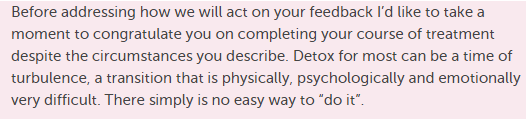 Before addressing how we will act on your feedback I'd like to take a
moment to congratulate you on completing your course of treatment
despite the circumstances you describe. Detox for most can be a time of
turbulence, a transition that is physically, psychologically and emotionally
very difficult. There simply is no easy way to “do it”.